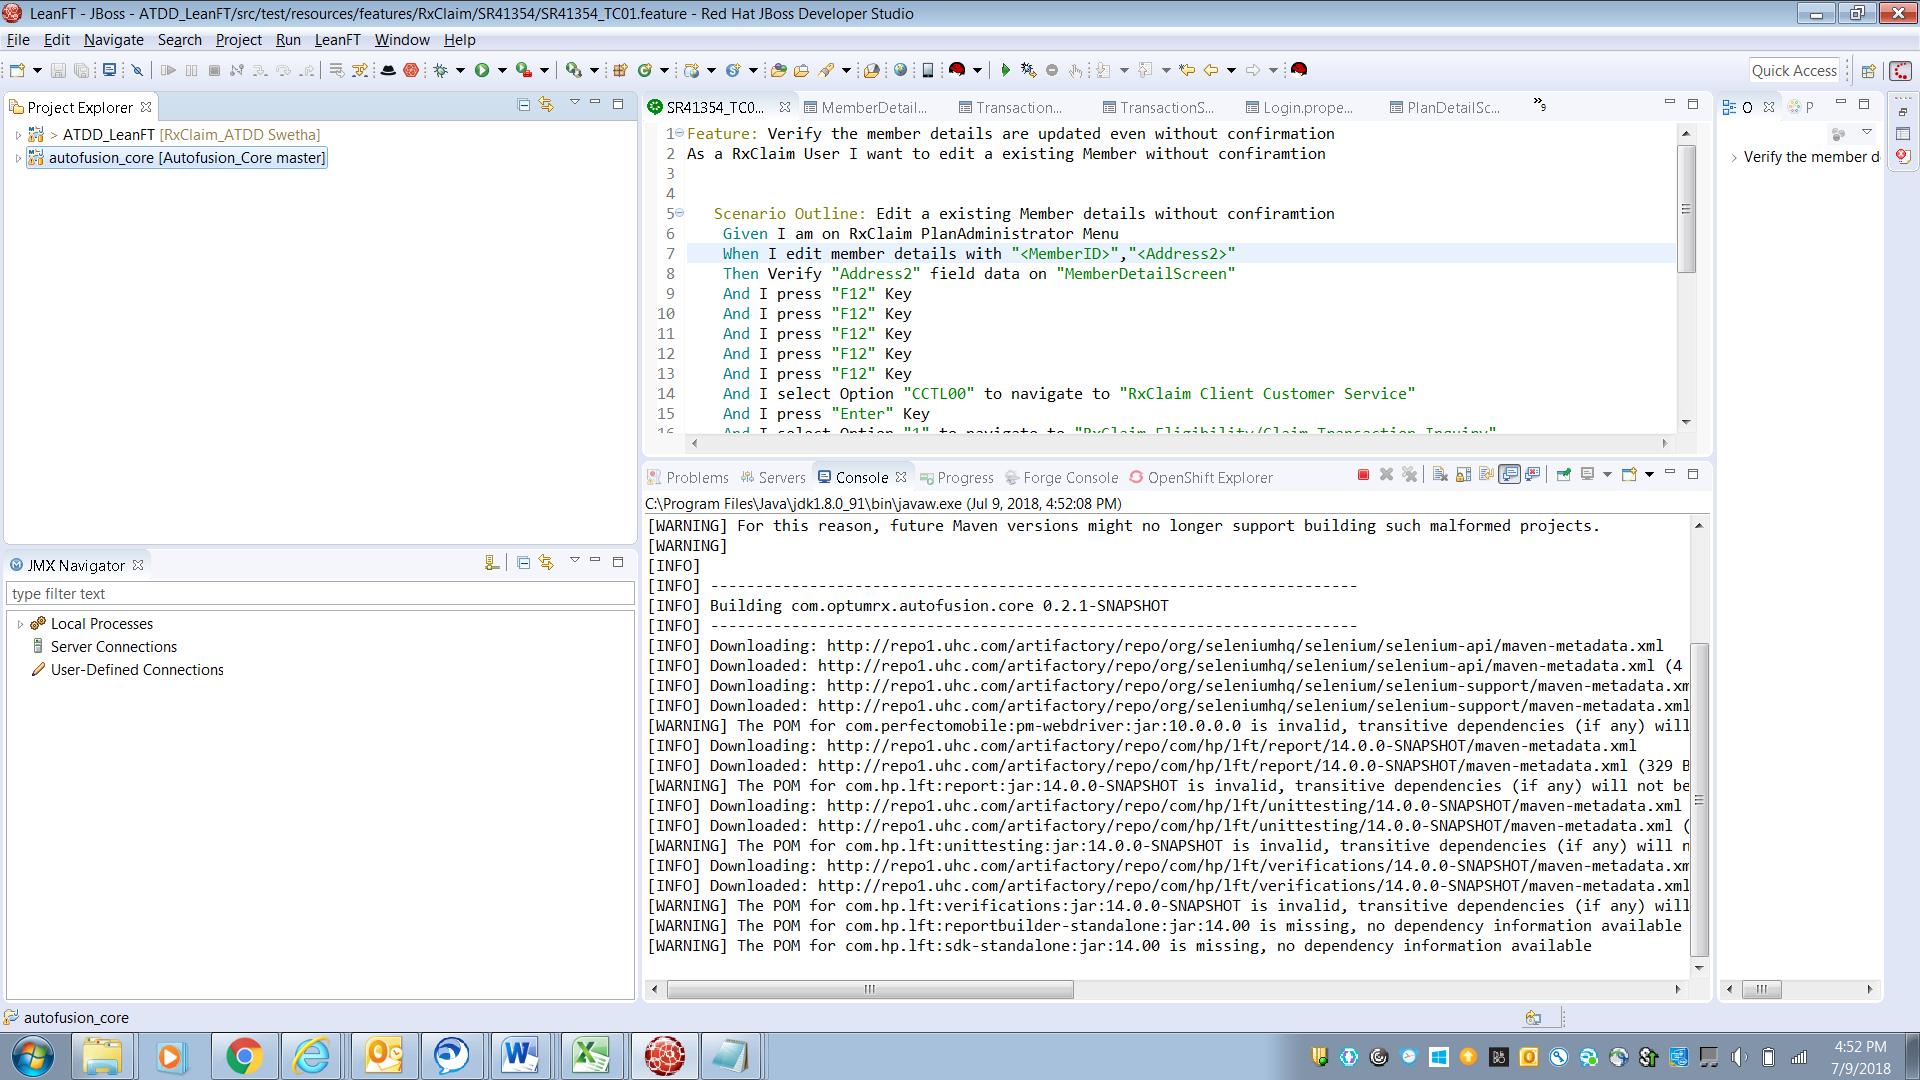 LeanFT - JBoss - ATDD_LeanFT/src/test/resources/features/RxClaim/SR41354/SR41354_TC01.feature - Red Hat JBoss Developer Studio
File Edit Navigate Search Project Run LeanFT Window Help
Quick Access
Project Explorer
> ATDD_LeanFT [RxClaim_ATDD Swetha]
autofusion_core [Autofusion_Core master]
JMX Navigator
type filter text
Local Processes
Server Connections
User-Defined Connections
SR41354_TC0... MemberDetail... Transaction... TransactionS... Login.prope... PlanDetailSc... »9
1 Feature: Verify the member details are updated even without confirmation
2 As a RxClaim User I want to edit a existing Member without confiramtion
3
4
5 Scenario Outline: Edit a existing Member details without confiramtion
6 Given I am on RxClaim PlanAdministrator Menu
7 When I edit member details with "<MemberID>","<Address2>"
8 Then Verify "Address2" field data on "MemberDetailScreen"
9 And I press "F12" Key
10 And I press "F12" Key
11 And I press "F12" Key
12 And I press "F12" Key
13 And I press "F12" Key
14 And I select Option "CCTL00" to navigate to "RxClaim Client Customer Service"
15 And I press "Enter" Key
16 And I select Option "1" to navigate to "RxClaim Eligibility/Claim Transaction Inquiry"
O P
Verify the member d
Problems Servers Console Progress Forge Console OpenShift Explorer
C:\Program Files\Java\jdk1.8.0_91\bin\javaw.exe (Jul 9, 2018, 4:52:08 PM)
[WARNING] For this reason, future Maven versions might no longer support building such malformed projects.
[WARNING]
[INFO]
[INFO] ------------------------------------------------------------------------
[INFO] Building com.optumrx.autofusion.core 0.2.1-SNAPSHOT
[INFO] ------------------------------------------------------------------------
[INFO] Downloading: http://repo1.uhc.com/artifactory/repo/org/seleniumhq/selenium/selenium-api/maven-metadata.xml
[INFO] Downloaded: http://repo1.uhc.com/artifactory/repo/org/seleniumhq/selenium/selenium-api/maven-metadata.xml (4
[INFO] Downloading: http://repo1.uhc.com/artifactory/repo/org/seleniumhq/selenium/selenium-support/maven-metadata.xm
[INFO] Downloaded: http://repo1.uhc.com/artifactory/repo/org/seleniumhq/selenium/selenium-support/maven-metadata.xml
[WARNING] The POM for com.perfectomobile:pm-webdriver:jar:10.0.0.0 is invalid, transitive dependencies (if any) will
[INFO] Downloading: http://repo1.uhc.com/artifactory/repo/com/hp/lft/report/14.0.0-SNAPSHOT/maven-metadata.xml
[INFO] Downloaded: http://repo1.uhc.com/artifactory/repo/com/hp/lft/report/14.0.0-SNAPSHOT/maven-metadata.xml (329 B
[WARNING] The POM for com.hp.lft:report:jar:14.0.0-SNAPSHOT is invalid, transitive dependencies (if any) will not be
[INFO] Downloading: http://repo1.uhc.com/artifactory/repo/com/hp/lft/unittesting/14.0.0-SNAPSHOT/maven-metadata.xml
[INFO] Downloaded: http://repo1.uhc.com/artifactory/repo/com/hp/lft/unittesting/14.0.0-SNAPSHOT/maven-metadata.xml (
[WARNING] The POM for com.hp.lft:unittesting:jar:14.0.0-SNAPSHOT is invalid, transitive dependencies (if any) will n
[INFO] Downloading: http://repo1.uhc.com/artifactory/repo/com/hp/lft/verifications/14.0.0-SNAPSHOT/maven-metadata.xm
[INFO] Downloaded: http://repo1.uhc.com/artifactory/repo/com/hp/lft/verifications/14.0.0-SNAPSHOT/maven-metadata.xml
[WARNING] The POM for com.hp.lft:verifications:jar:14.0.0-SNAPSHOT is invalid, transitive dependencies (if any) will
[WARNING] The POM for com.hp.lft:reportbuilder-standalone:jar:14.00 is missing, no dependency information available
[WARNING] The POM for com.hp.lft:sdk-standalone:jar:14.00 is missing, no dependency information available
autofusion_core
4:52 PM
7/9/2018